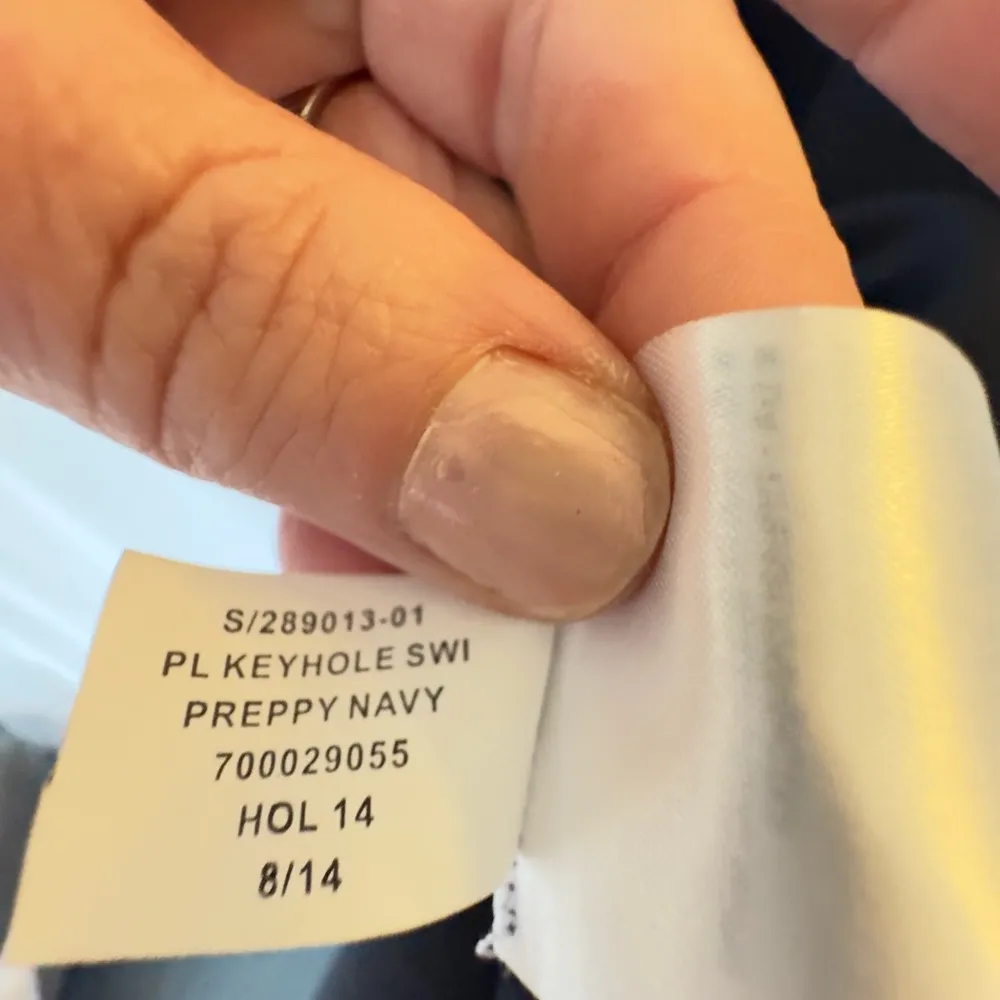 S/289013-01
PL KEYHOLE SWI
PREPPY NAVY
700029055
HOL 14
8/14